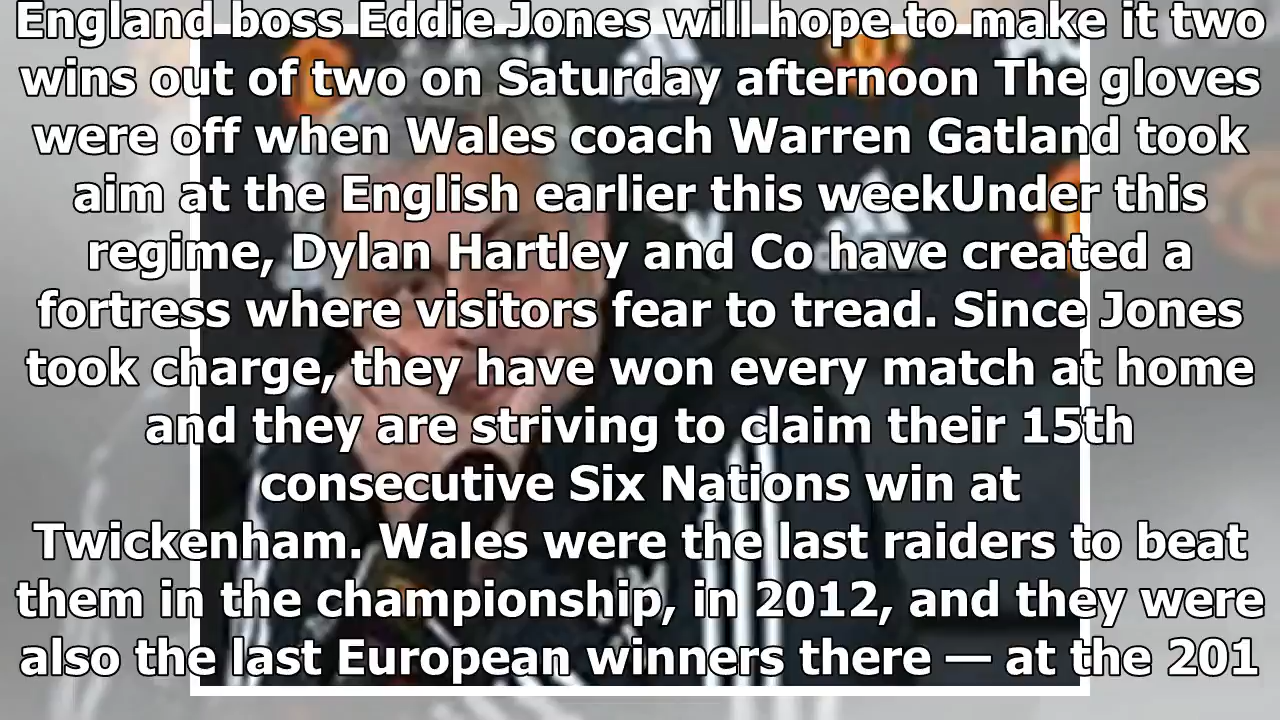 England boss Eddie Jones will hope to make it two
wins out of two on Saturday afternoon The gloves
were off when Wales coach Warren Gatland took
aim at the English earlier this weekUnder this
regime, Dylan Hartley and Co have created a
fortress where visitors fear to tread. Since Jones
took charge, they have won every match at home
and they are striving to claim their 15th
consecutive Six Nations win at
Twickenham. Wales were the last raiders to beat
them in the championship, in 2012, and they were
also the last European winners there — at the 201